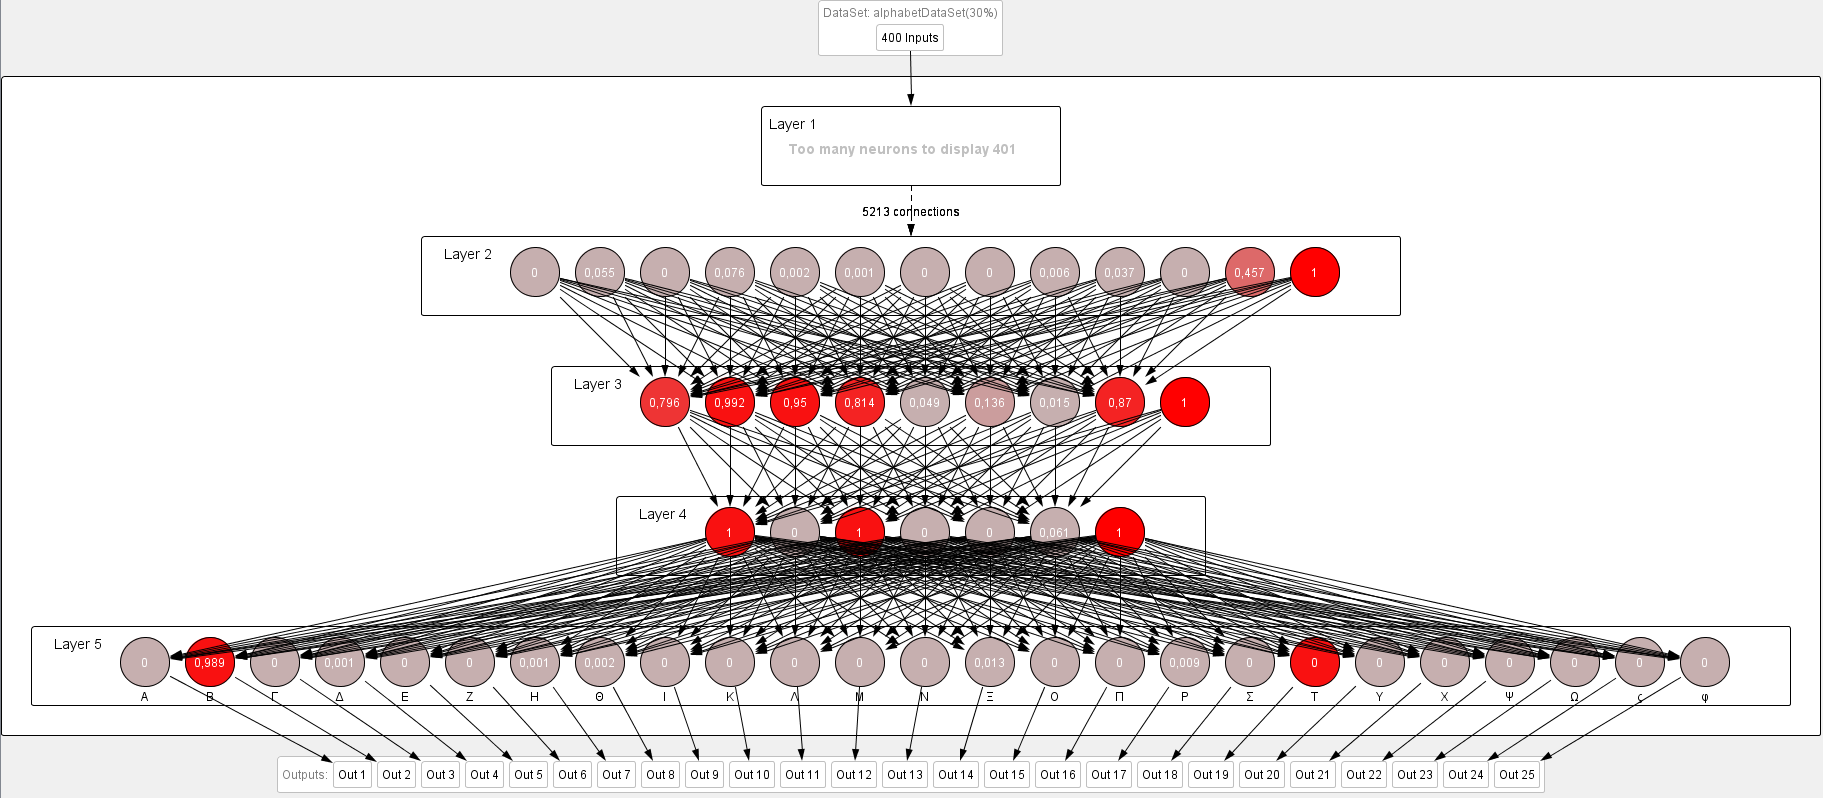 DataSet: alphabetDataSet(30%)
400 Inputs
Layer 1
Too many neurons to display 401
5213 connections
Layer 2
0 0,055 0 0,076 0,002 0,001 0 0 0,006 0,037 0 0,457 1
Layer 3
0,796 0,992 0,95 0,814 0,049 0,136 0,015 0,87 1
Layer 4
1 0 1 0 0 0,061 1
Layer 5
0 0,989 0 0,001 0 0 0,001 0,002 0 0 0 0 0 0,013 0 0 0,009 0 0 0 0 0 0 0 0
Α Β Γ Δ Ε Ζ Η Θ Ι Κ Λ Μ Ν Ξ Ο Π Ρ Σ Τ Υ Χ Ψ Ω ς φ
Outputs: Out 1 Out 2 Out 3 Out 4 Out 5 Out 6 Out 7 Out 8 Out 9 Out 10 Out 11 Out 12 Out 13 Out 14 Out 15 Out 16 Out 17 Out 18 Out 19 Out 20 Out 21 Out 22 Out 23 Out 24 Out 25